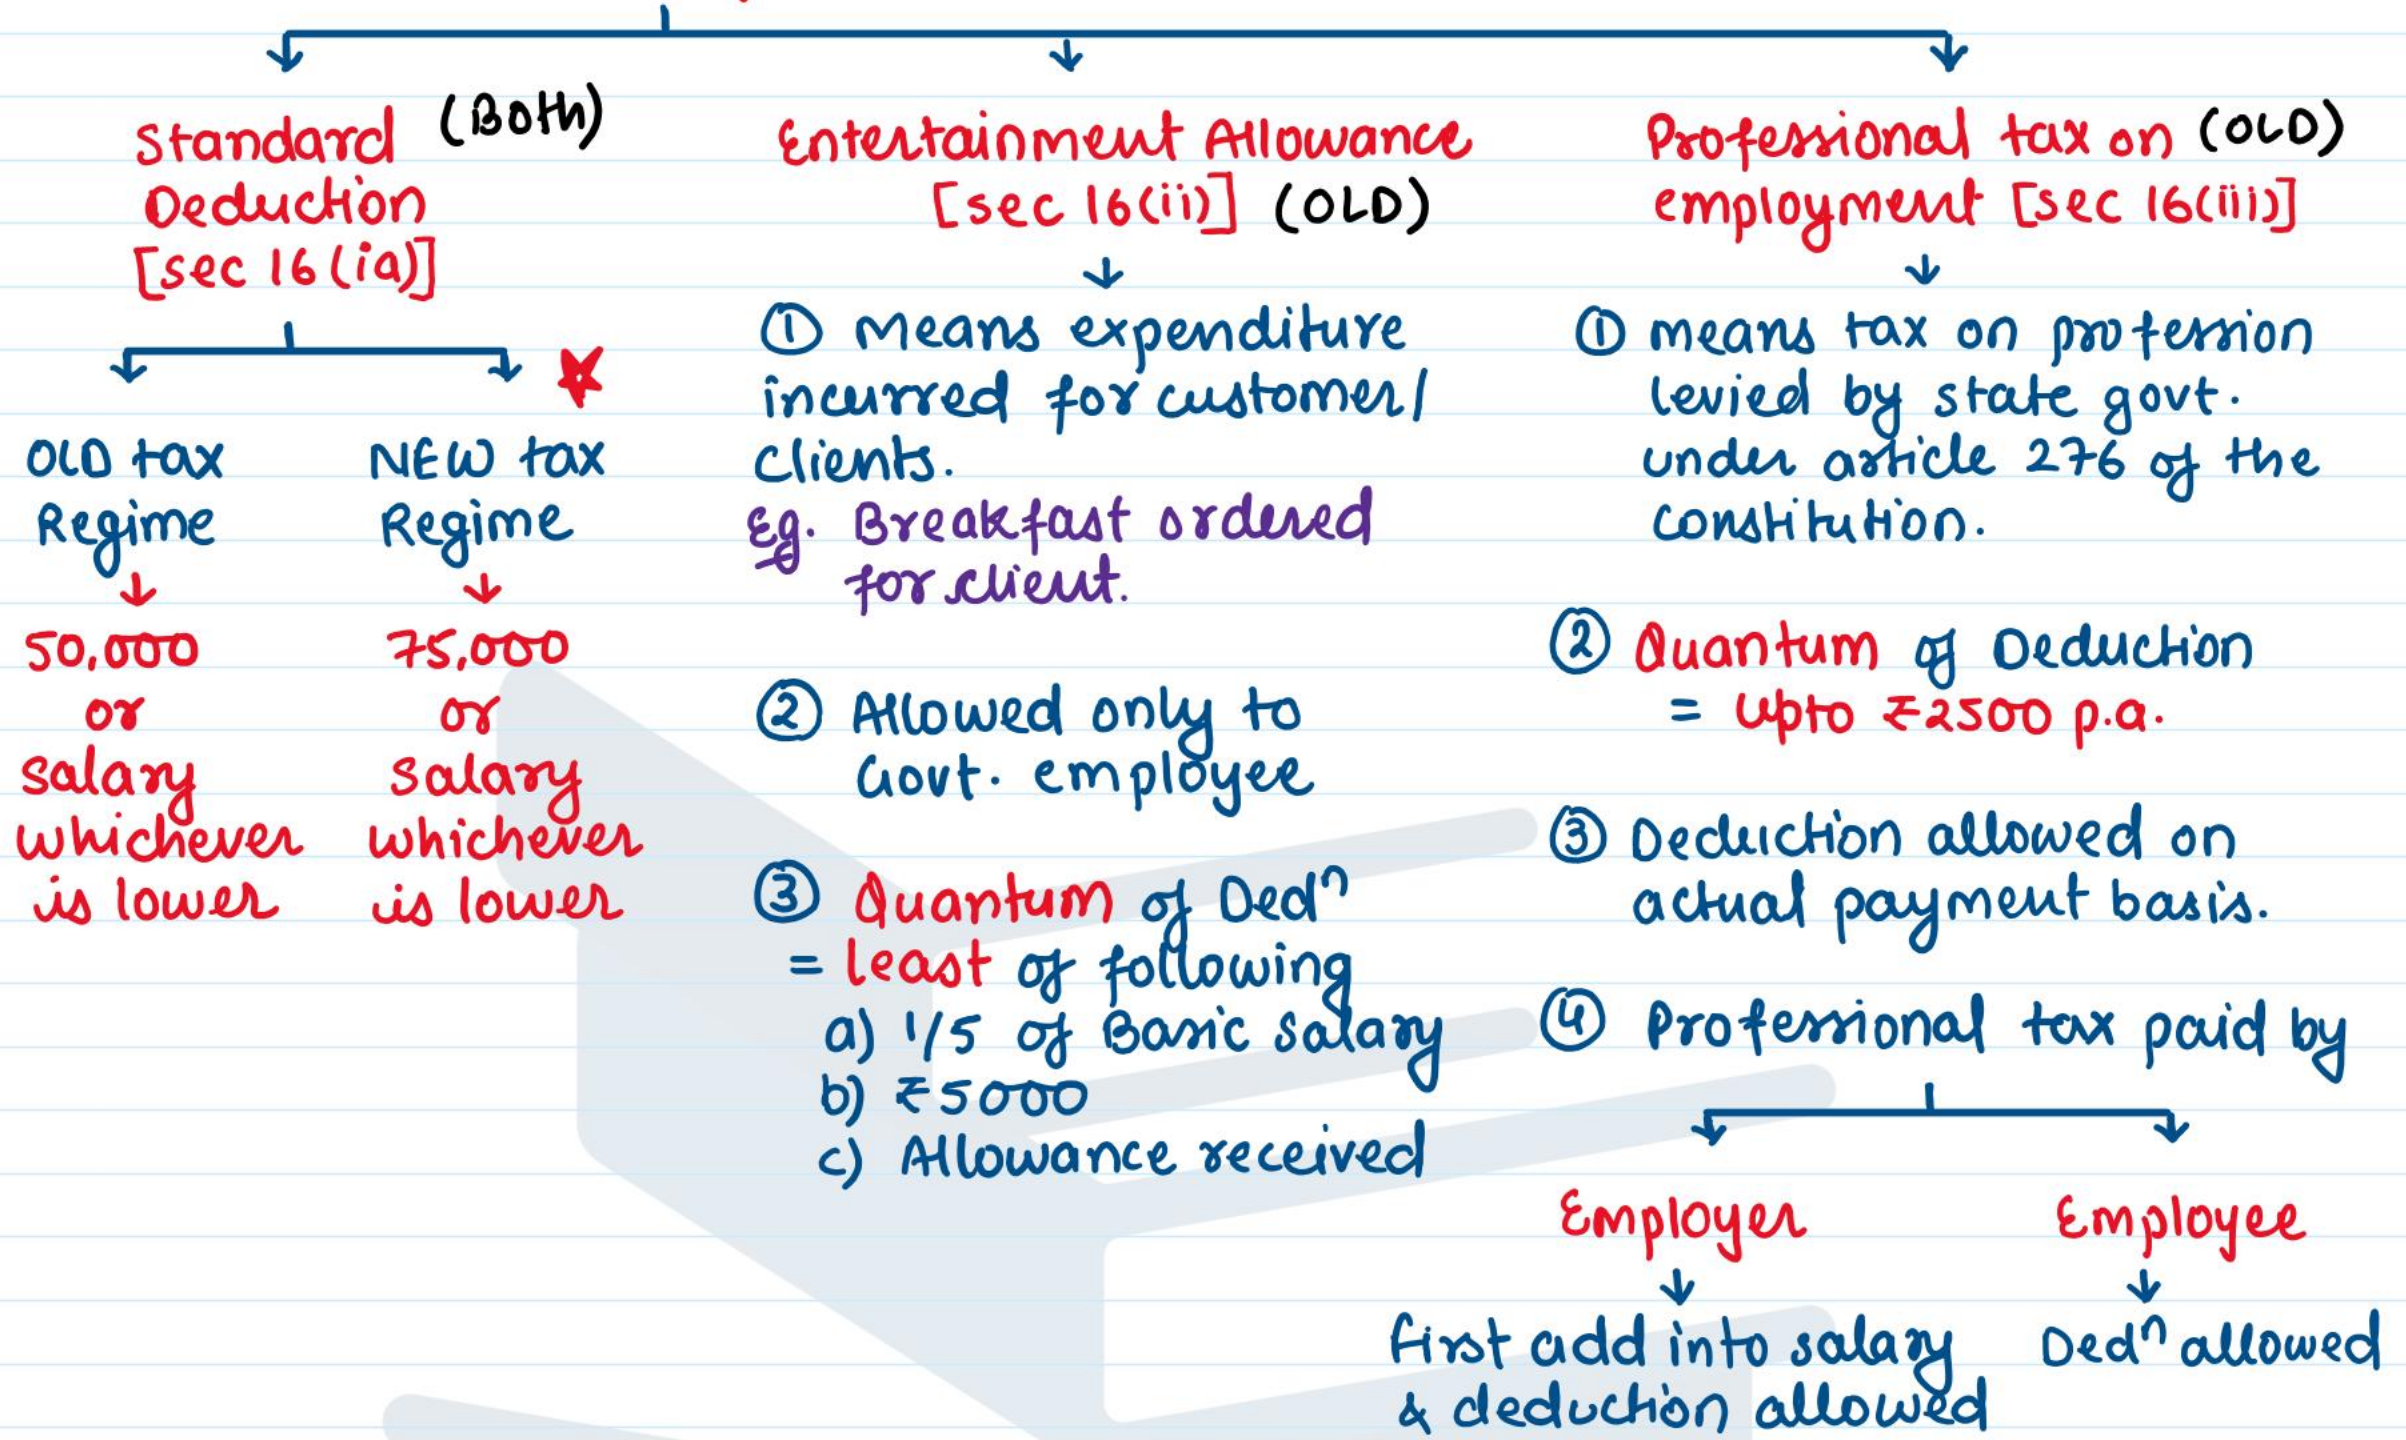 Standard (Both)
Deduction
[sec 16 (ia)]
OLD tax
Regime
50,000
or
salary
whichever
is lower
NEW tax
Regime
75,000
or
salary
whichever
is lower
Entertainment Allowance
[sec 16(ii)] (OLD)
① Means expenditure
incurred for customer/
clients.
Eg. Breakfast ordered
for client.
② Allowed only to
Govt. employee
③ Quantum of Dedⁿ
= least of following
a) 1/5 of Basic salary
b) ₹5000
c) Allowance received
Professional tax on (OLD)
employment [sec 16(iii)]
① means tax on profession
levied by state govt.
under article 276 of the
constitution.
② Quantum of Deduction
= upto ₹2500 p.a.
③ Deduction allowed on
actual payment basis.
④ Professional tax paid by
Employer
First add into salary
& deduction allowed
Employee
Dedⁿ allowed